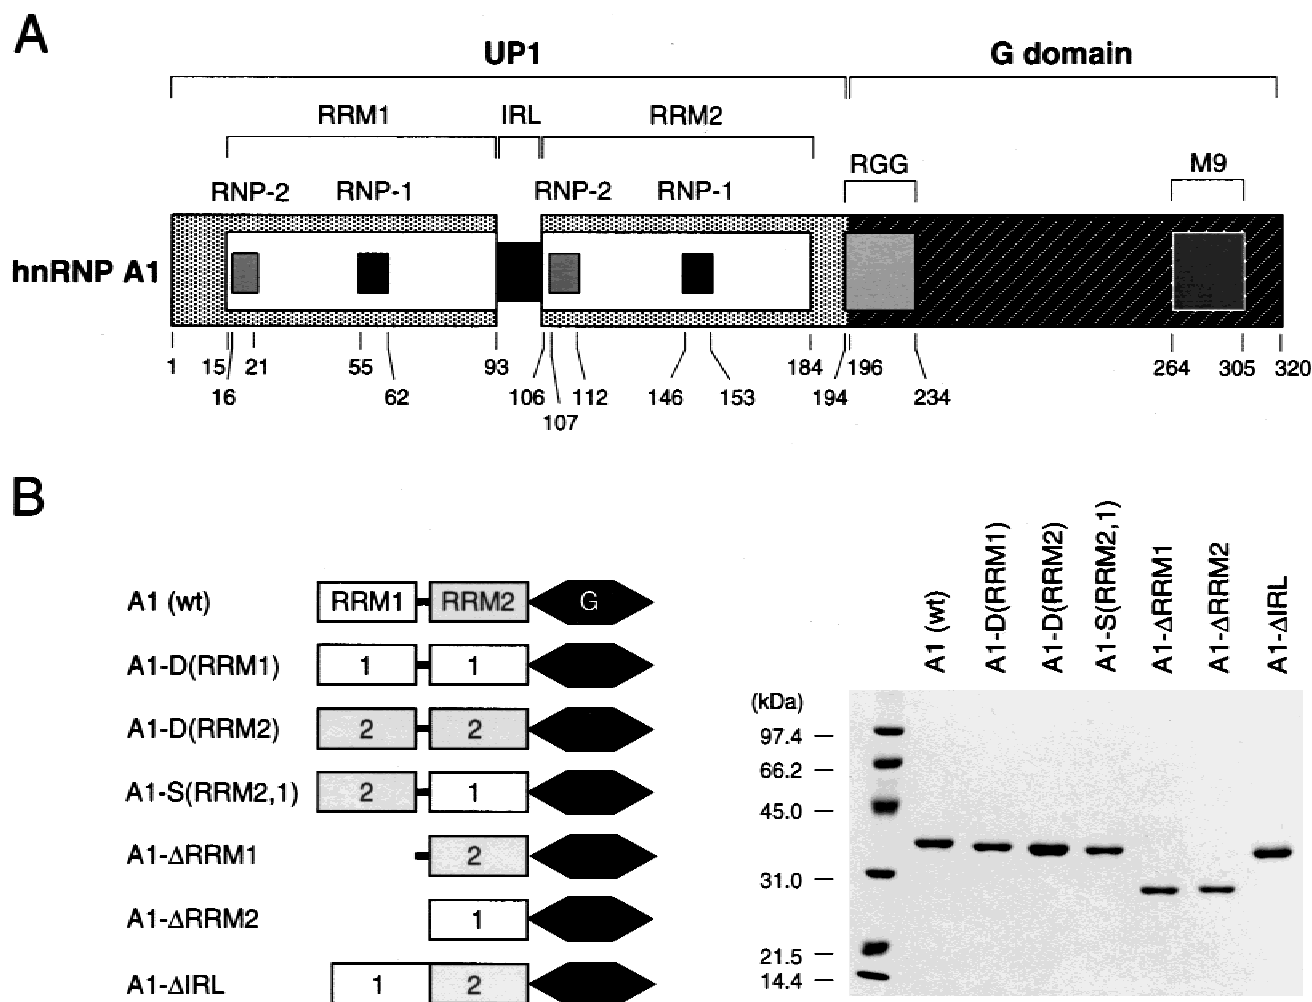 A
UP1 G domain
RRM1 IRL RRM2
RGG M9
RNP-2 RNP-1 RNP-2 RNP-1
hnRNP A1
1 15 21 55 93 184 196 264 305 320
16 62 106 112 146 153 194 234
107
B
A1 (wt) RRM1 RRM2 G
A1-D(RRM1) 1 1
A1-D(RRM2) 2 2
A1-S(RRM2,1) 2 1
A1-ΔRRM1 2
A1-ΔRRM2 1
A1-ΔIRL 1 2
A1 (wt)
A1-D(RRM1)
A1-D(RRM2)
A1-S(RRM2,1)
A1-ΔRRM1
A1-ΔRRM2
A1-ΔIRL
(kDa)
97.4
66.2
45.0
31.0
21.5
14.4